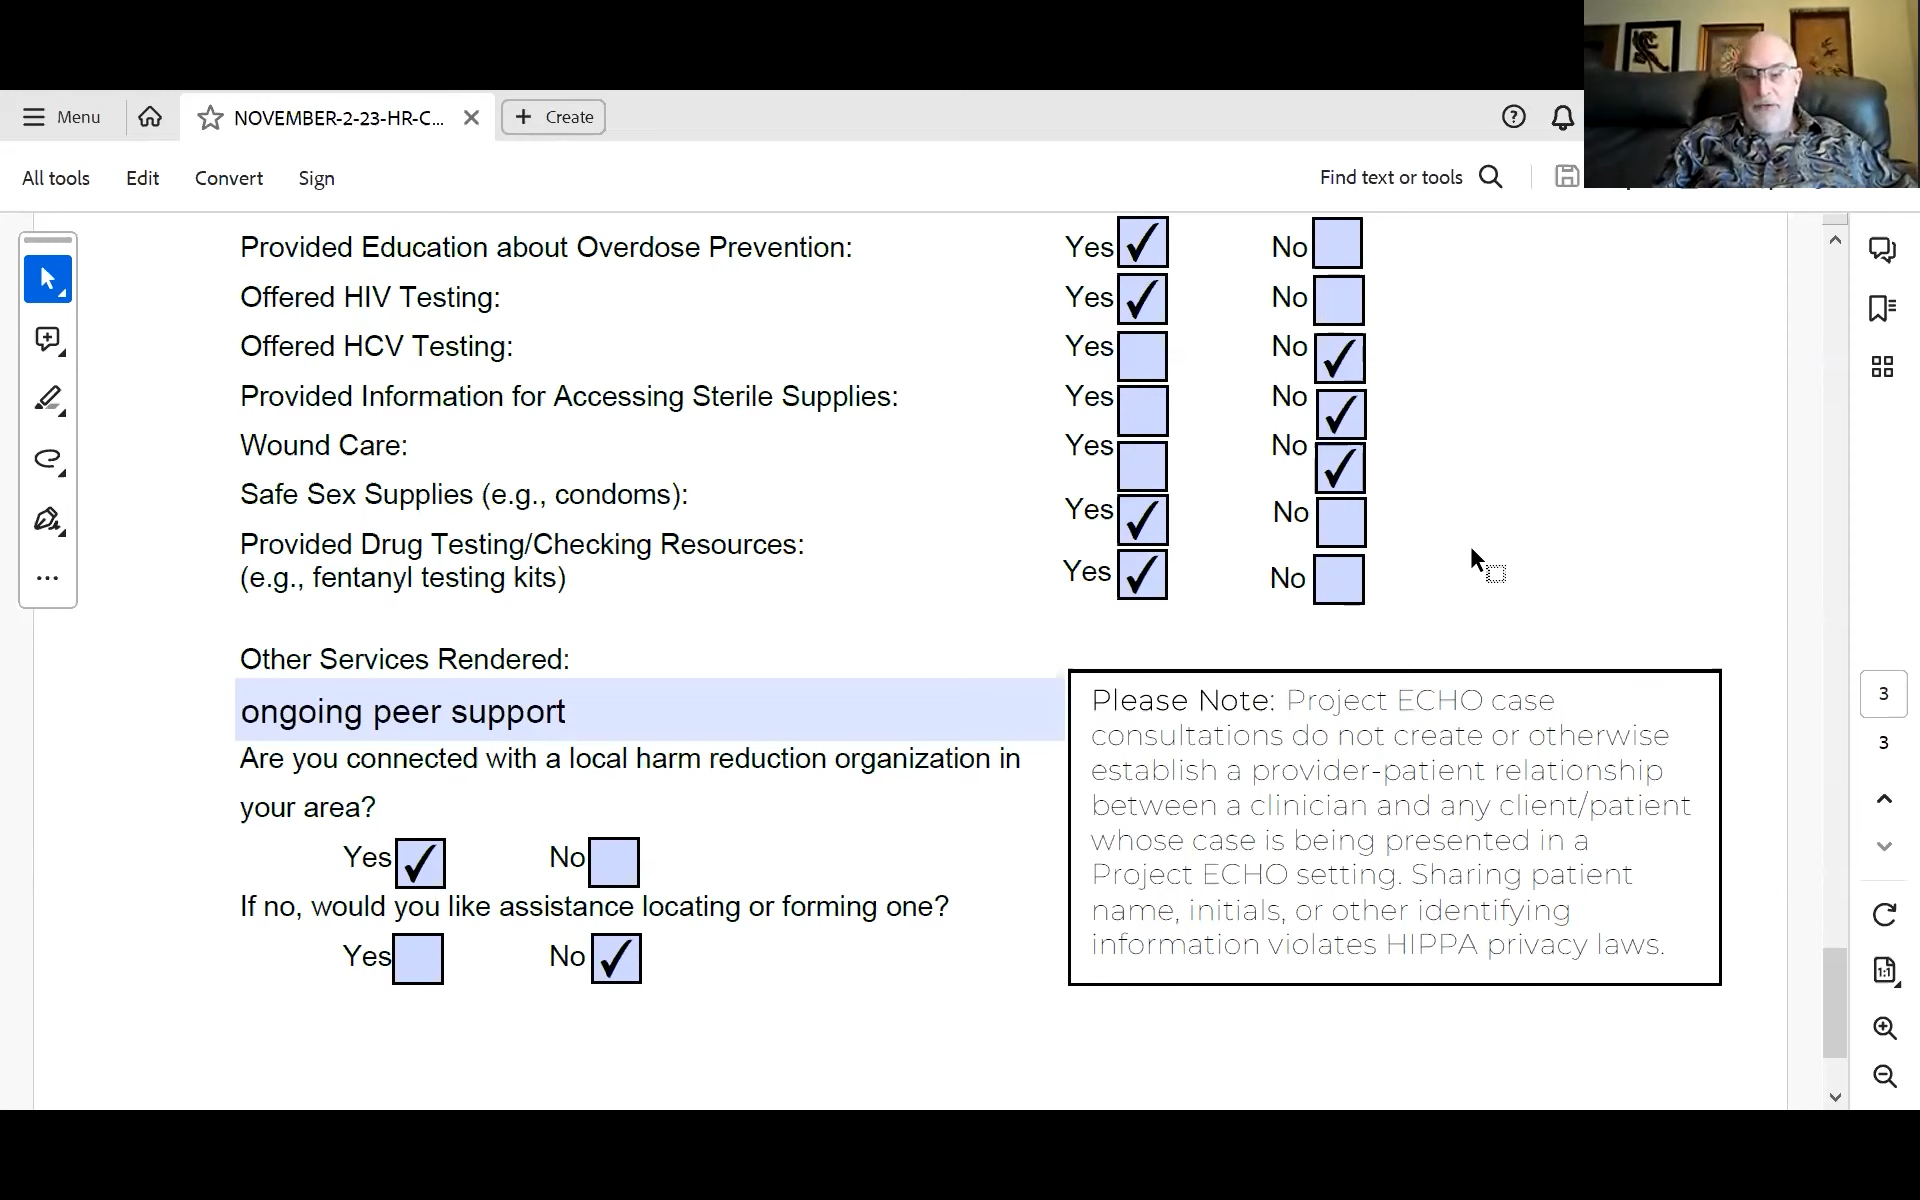 Menu
NOVEMBER-2-23-HR-C...
Create
All tools
Edit
Convert
Sign
Find text or tools
Provided Education about Overdose Prevention: Yes No
Offered HIV Testing: Yes No
Offered HCV Testing: Yes No
Provided Information for Accessing Sterile Supplies: Yes No
Wound Care: Yes No
Safe Sex Supplies (e.g., condoms): Yes No
Provided Drug Testing/Checking Resources: Yes No
(e.g., fentanyl testing kits)
Other Services Rendered:
ongoing peer support
Are you connected with a local harm reduction organization in
your area?
Yes No
If no, would you like assistance locating or forming one?
Yes No
Please Note: Project ECHO case
consultations do not create or otherwise
establish a provider-patient relationship
between a clinician and any client/patient
whose case is being presented in a
Project ECHO setting. Sharing patient
name, initials, or other identifying
information violates HIPPA privacy laws.
3
3
1:1